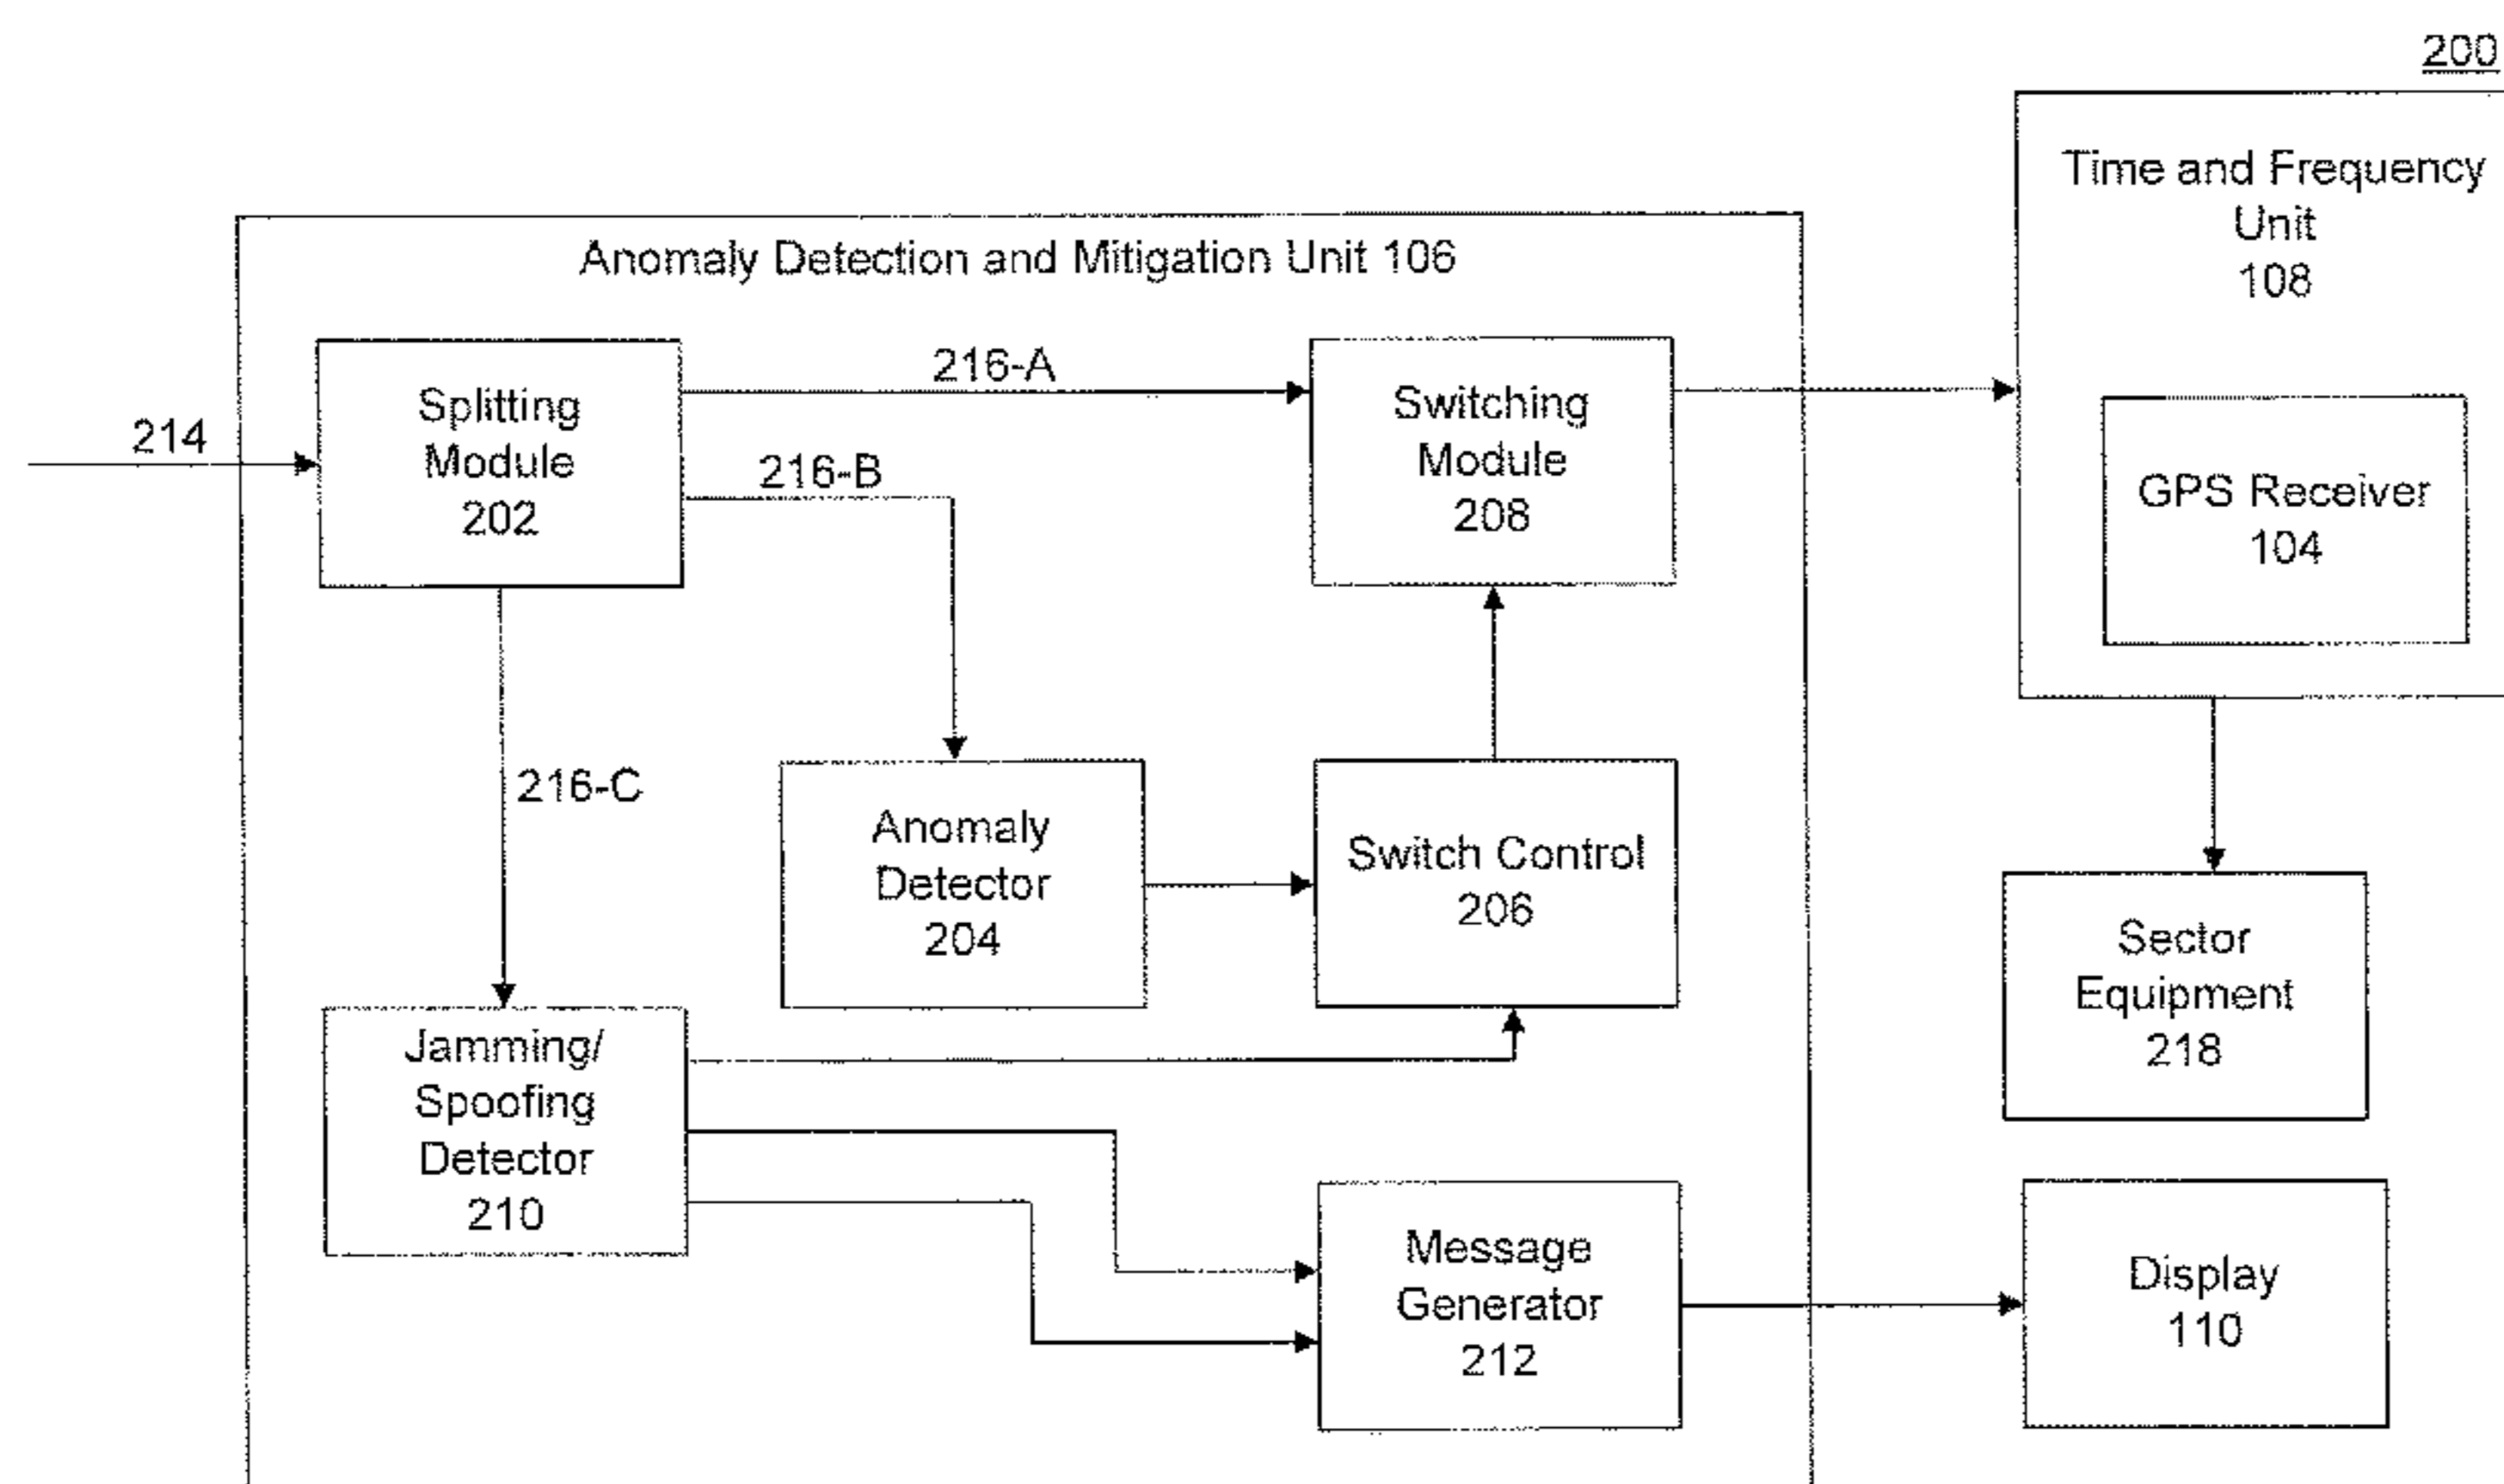 200
Time and Frequency
Unit
108
Anomaly Detection and Mitigation Unit 106
216-A
Splitting
Module
202
214
216-B
Switching
Module
208
GPS Receiver
104
216-C
Anomaly
Detector
204
Switch Control
206
Sector
Equipment
218
Jamming/
Spoofing
Detector
210
Message
Generator
212
Display
110